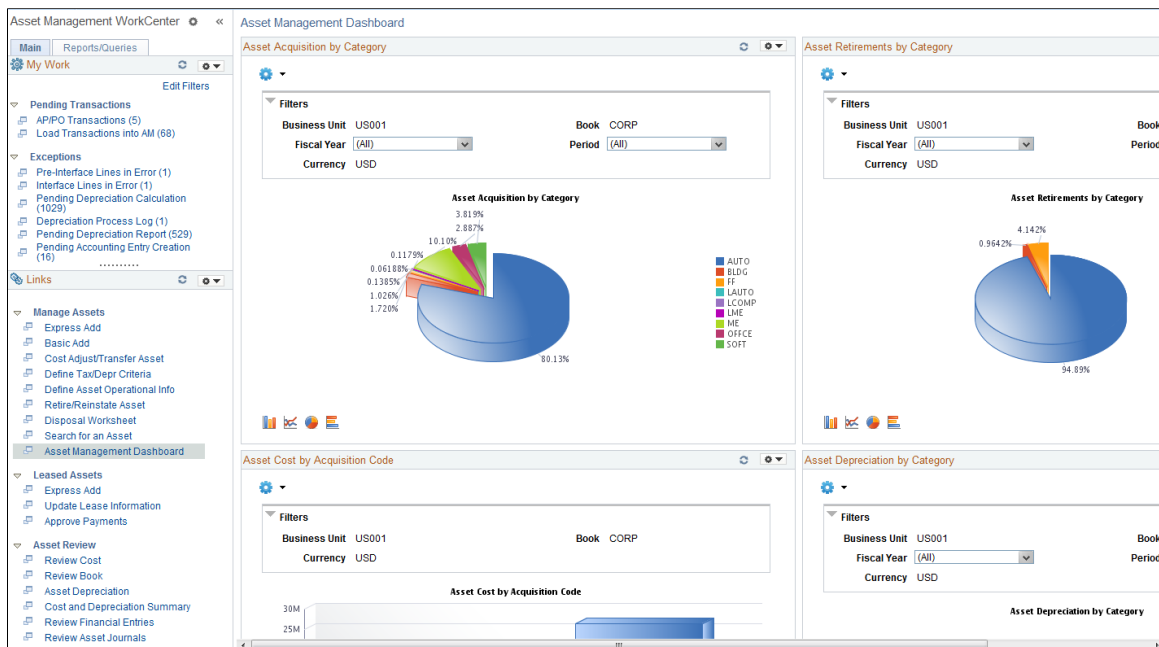 Asset Management WorkCenter
«
Main
Reports/Queries
My Work
Edit Filters
Pending Transactions
AP/PO Transactions (5)
Load Transactions into AM (68)
Exceptions
Pre-Interface Lines in Error (1)
Interface Lines in Error (1)
Pending Depreciation Calculation
(1029)
Depreciation Process Log (1)
Pending Depreciation Report (529)
Pending Accounting Entry Creation
(16)
Links
Manage Assets
Express Add
Basic Add
Cost Adjust/Transfer Asset
Define Tax/Depr Criteria
Define Asset Operational Info
Retire/Reinstate Asset
Disposal Worksheet
Search for an Asset
Asset Management Dashboard
Leased Assets
Express Add
Update Lease Information
Approve Payments
Asset Review
Review Cost
Review Book
Asset Depreciation
Cost and Depreciation Summary
Review Financial Entries
Review Asset Journals
Asset Management Dashboard
Asset Acquisition by Category
Filters
Business Unit US001 Book CORP
Fiscal Year (All) Period (All)
Currency USD
Asset Acquisition by Category
3.819%
2.887%
10.10%
0.1179%
0.06188%
0.1385%
1.026%
1.720%
80.13%
AUTO
BLDG
FF
LAUTO
LCOMP
LME
ME
OFFCE
SOFT
Asset Retirements by Category
Filters
Business Unit US001 Book
Fiscal Year (All) Period
Currency USD
Asset Retirements by Category
4.142%
0.9642%
94.89%
Asset Cost by Acquisition Code
Filters
Business Unit US001 Book CORP
Currency USD
Asset Cost by Acquisition Code
30M
25M
Asset Depreciation by Category
Filters
Business Unit US001 Book
Fiscal Year (All) Period
Currency USD
Asset Depreciation by Category